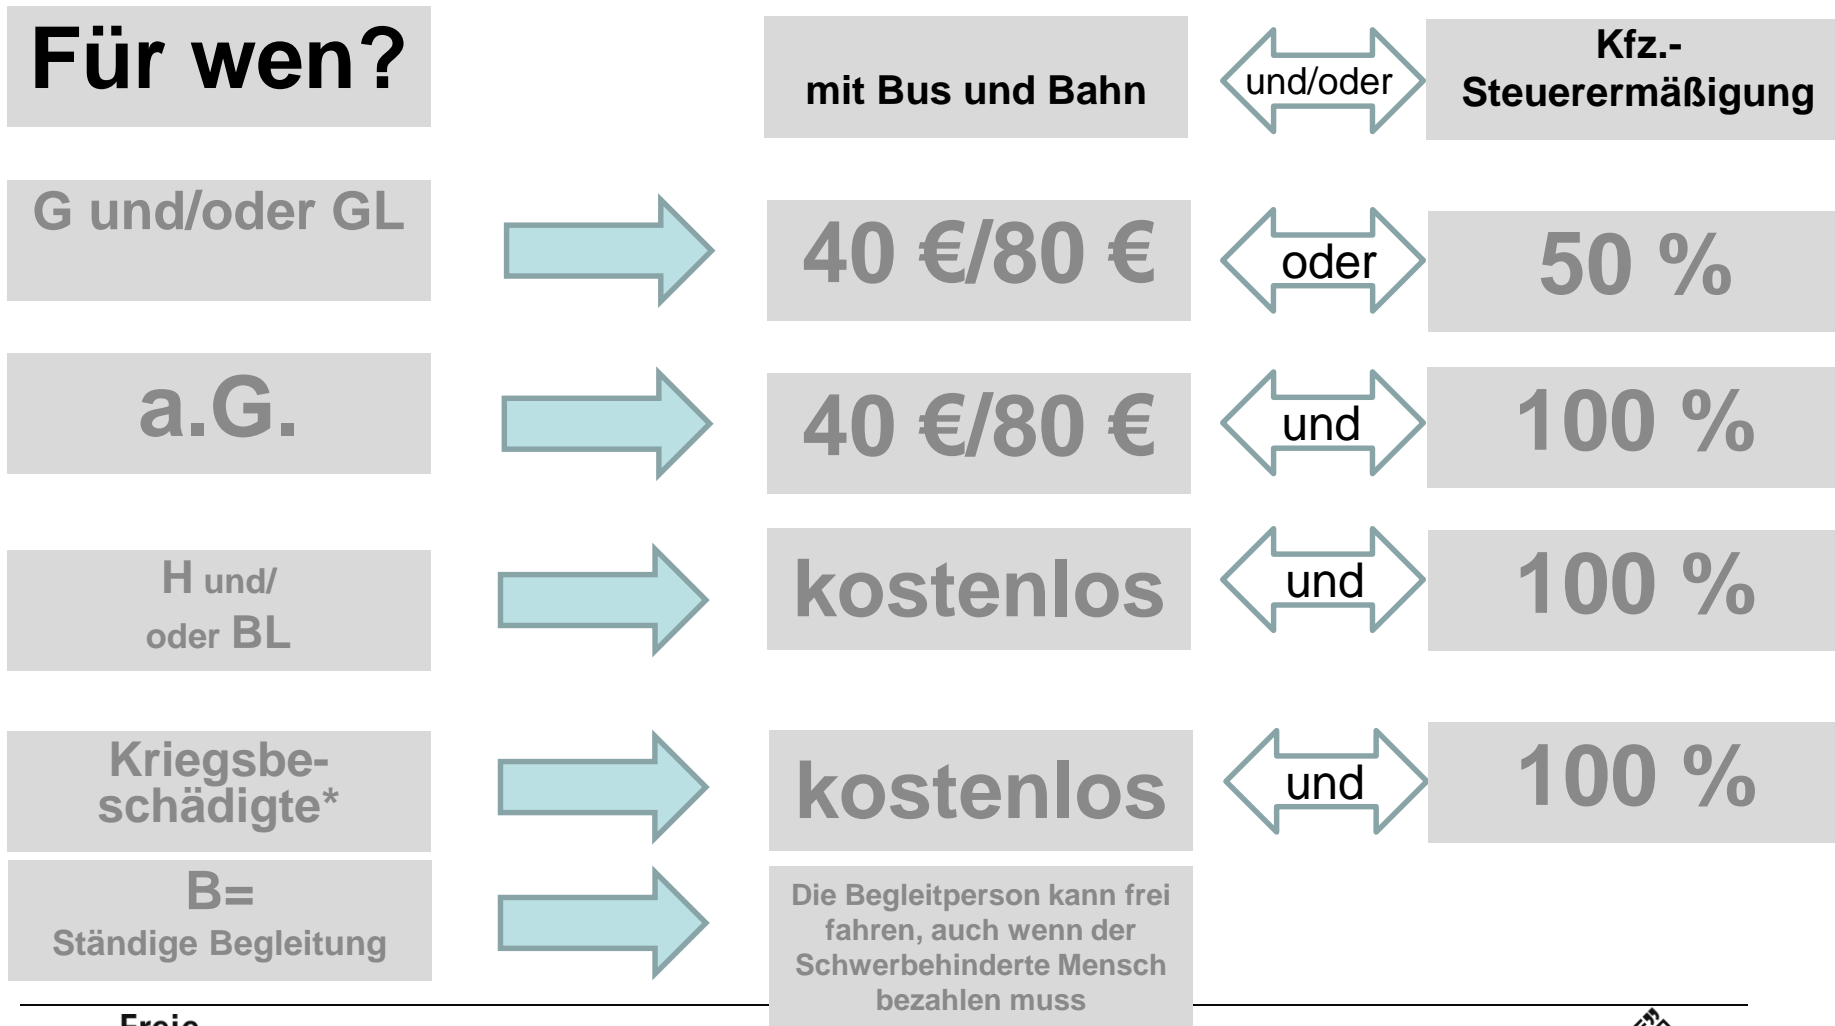 Für wen?
mit Bus und Bahn
und/oder
Kfz.-
Steuerermäßigung
G und/oder GL
40 €/80 €
oder
50 %
a.G.
40 €/80 €
und
100 %
H und/
oder BL
kostenlos
und
100 %
Kriegsbe-
schädigte*
kostenlos
und
100 %
B=
Ständige Begleitung
Die Begleitperson kann frei
fahren, auch wenn der
Schwerbehinderte Mensch
bezahlen muss
Freie